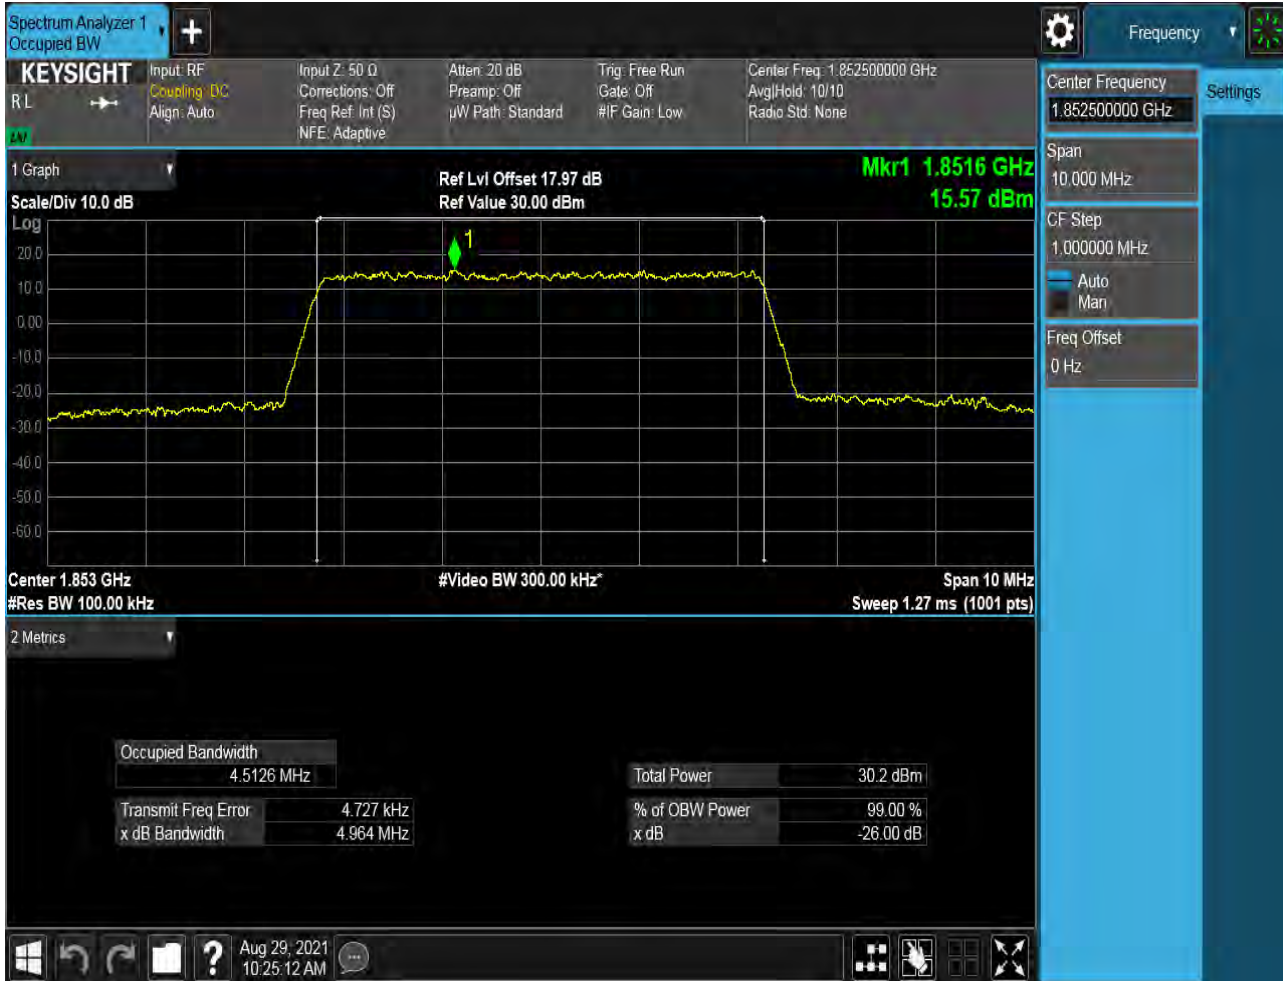 Spectrum Analyzer 1
Occupied BW
Frequency
KEYSIGHT
R L
Input: RF
Coupling: DC
Align: Auto
Input Z: 50 Ω
Corrections: Off
Freq Ref: Int (S)
NFE: Adaptive
Atten: 20 dB
Preamp: Off
µW Path: Standard
Trig: Free Run
Gate: Off
#IF Gain: Low
Center Freq: 1.852500000 GHz
Avg|Hold: 10/10
Radio Std: None
Center Frequency
1.852500000 GHz
Settings
Span
10.000 MHz
CF Step
1.000000 MHz
Auto
Man
Freq Offset
0 Hz
1 Graph
Scale/Div 10.0 dB
Ref Lvl Offset 17.97 dB
Ref Value 30.00 dBm
Mkr1 1.8516 GHz
15.57 dBm
Log
1
20.0
10.0
0.00
-10.0
-20.0
-30.0
-40.0
-50.0
-60.0
Center 1.853 GHz
#Video BW 300.00 kHz*
Span 10 MHz
#Res BW 100.00 kHz
Sweep 1.27 ms (1001 pts)
2 Metrics
Occupied Bandwidth
4.5126 MHz
Total Power 30.2 dBm
Transmit Freq Error 4.727 kHz
% of OBW Power 99.00 %
x dB Bandwidth 4.964 MHz
x dB -26.00 dB
?
Aug 29, 2021
10:25:12 AM